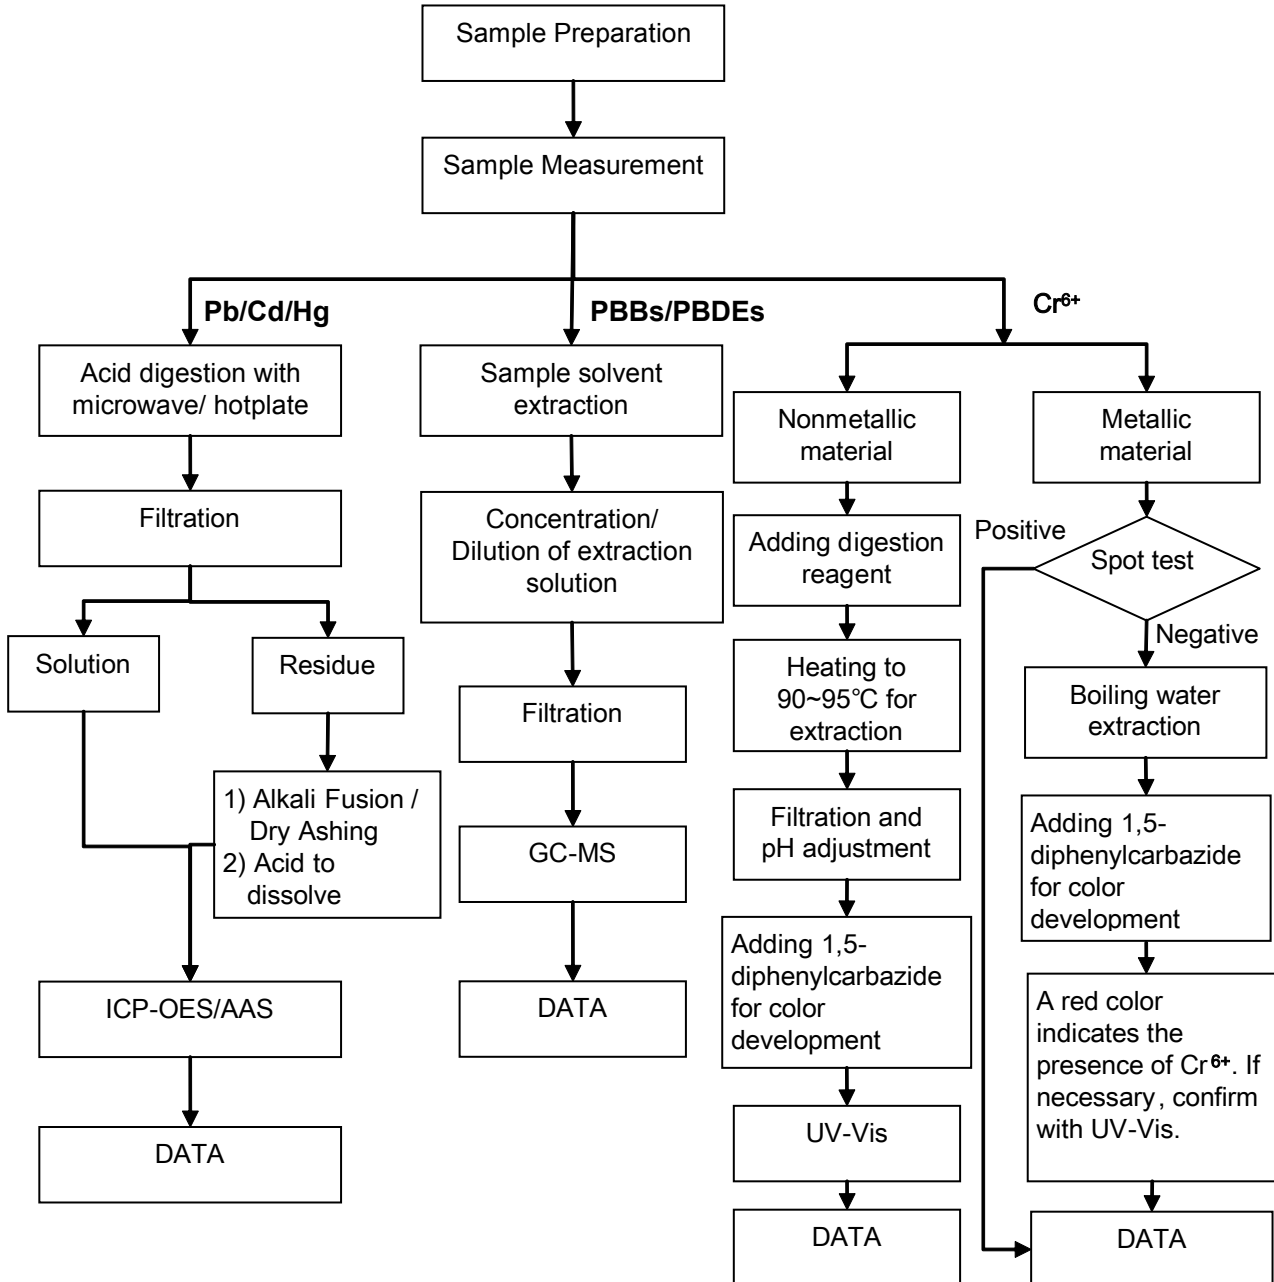 Sample Preparation
Sample Measurement
Pb/Cd/Hg
PBBs/PBDEs
Cr⁶⁺
Acid digestion with
microwave/ hotplate
Filtration
Solution
Residue
1) Alkali Fusion /
Dry Ashing
2) Acid to
dissolve
ICP-OES/AAS
DATA
Sample solvent
extraction
Concentration/
Dilution of extraction
solution
Filtration
GC-MS
DATA
Nonmetallic
material
Adding digestion
reagent
Heating to
90~95℃ for
extraction
Filtration and
pH adjustment
Adding 1,5-
diphenylcarbazide
for color
development
UV-Vis
DATA
Metallic
material
Positive
Spot test
Negative
Boiling water
extraction
Adding 1,5-
diphenylcarbazide
for color
development
A red color
indicates the
presence of Cr⁶⁺. If
necessary, confirm
with UV-Vis.
DATA